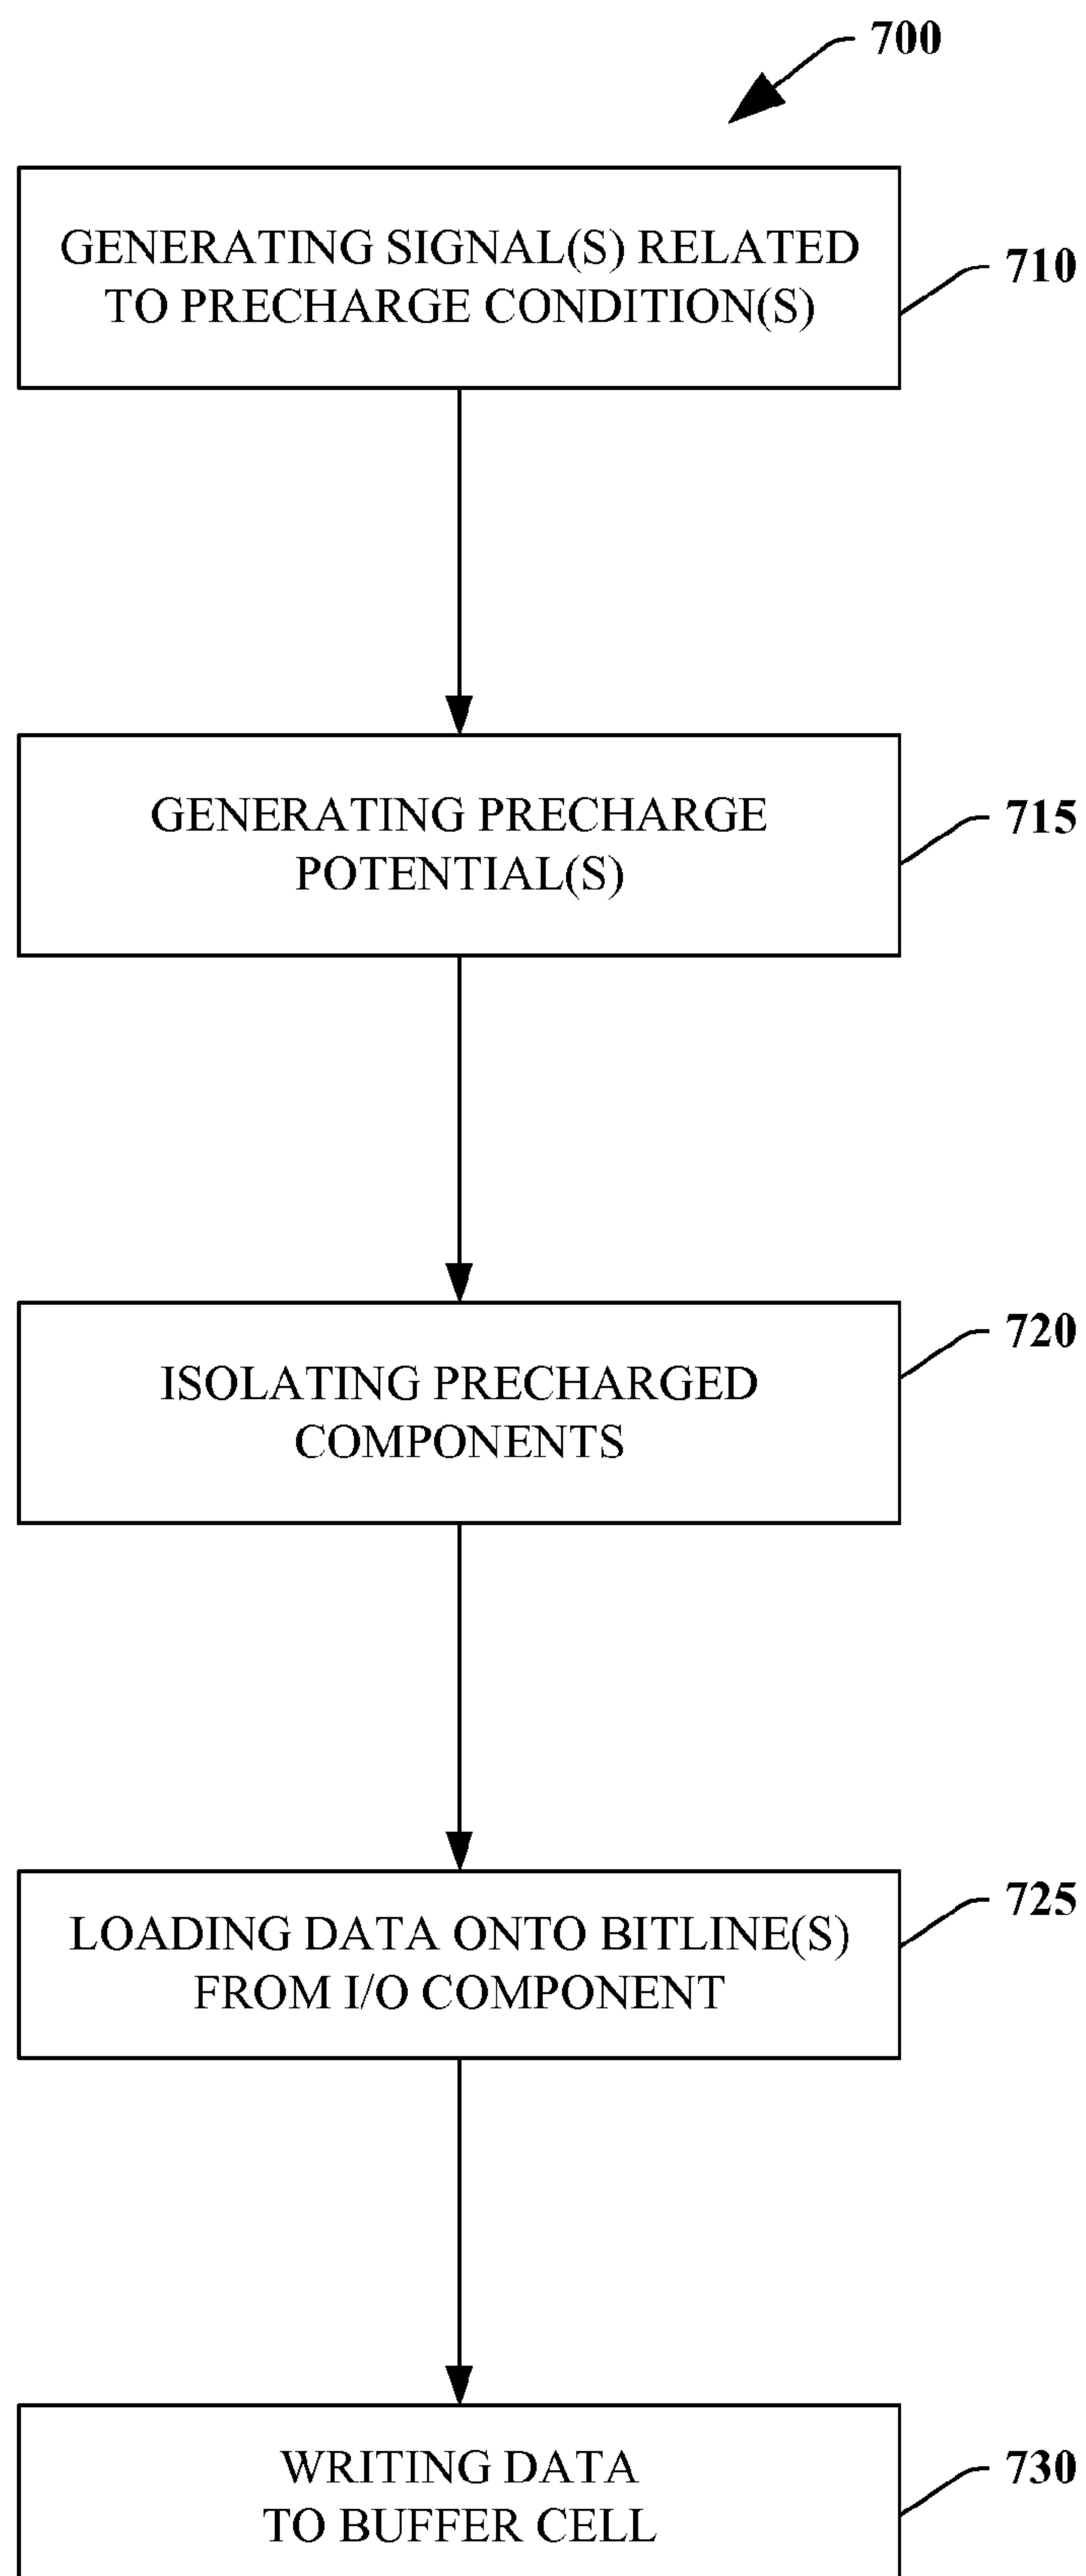 700
GENERATING SIGNAL(S) RELATED
TO PRECHARGE CONDITION(S)
710
GENERATING PRECHARGE
POTENTIAL(S)
715
ISOLATING PRECHARGED
COMPONENTS
720
LOADING DATA ONTO BITLINE(S)
FROM I/O COMPONENT
725
WRITING DATA
TO BUFFER CELL
730